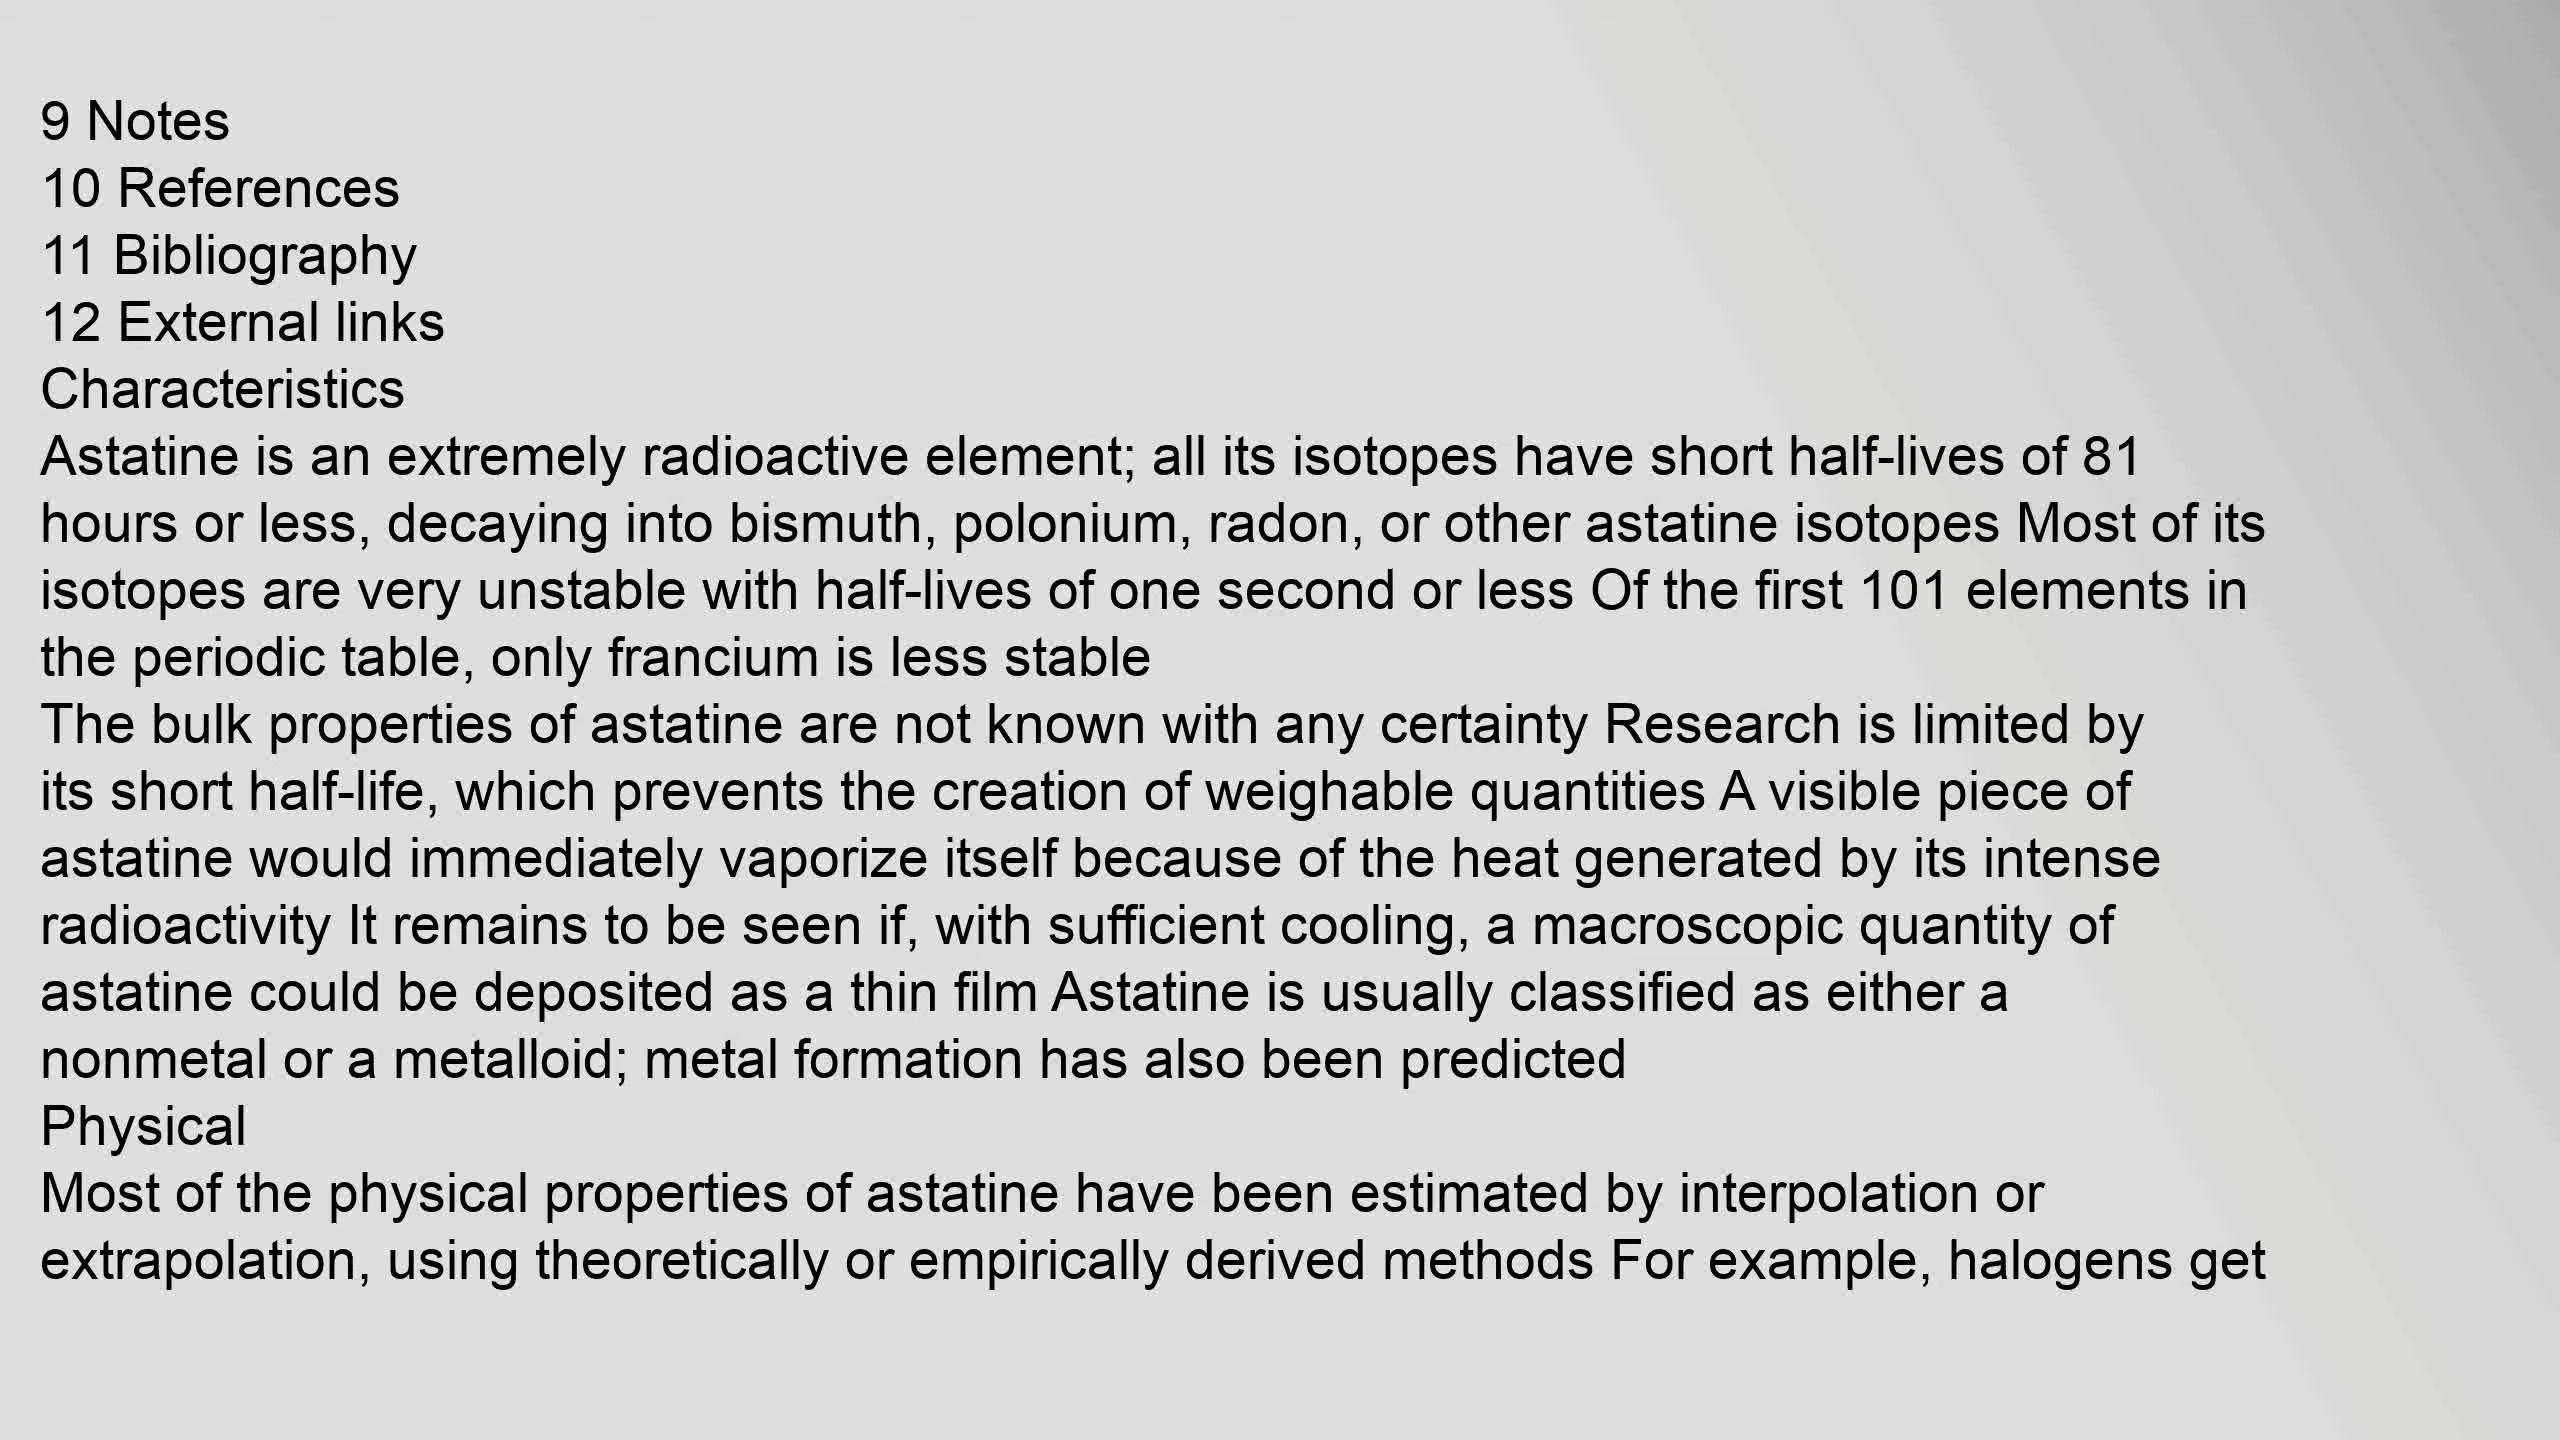 9 Notes
10 References
11 Bibliography
12 External links
Characteristics
Astatine is an extremely radioactive element; all its isotopes have short half-lives of 81
hours or less, decaying into bismuth, polonium, radon, or other astatine isotopes Most of its
isotopes are very unstable with half-lives of one second or less Of the first 101 elements in
the periodic table, only francium is less stable
The bulk properties of astatine are not known with any certainty Research is limited by
its short half-life, which prevents the creation of weighable quantities A visible piece of
astatine would immediately vaporize itself because of the heat generated by its intense
radioactivity It remains to be seen if, with sufficient cooling, a macroscopic quantity of
astatine could be deposited as a thin film Astatine is usually classified as either a
nonmetal or a metalloid; metal formation has also been predicted
Physical
Most of the physical properties of astatine have been estimated by interpolation or
extrapolation, using theoretically or empirically derived methods For example, halogens get